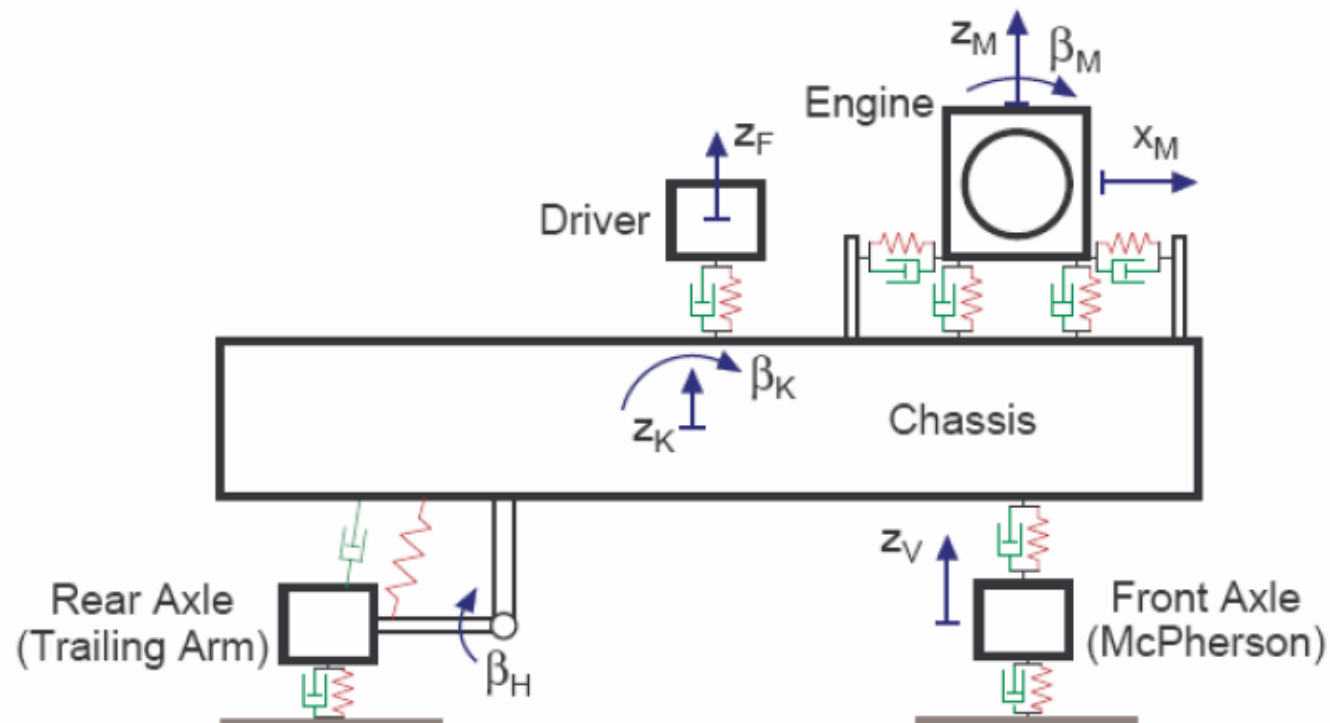 z_M
β_M
Engine
x_M
z_F
Driver
β_K
z_K
Chassis
z_V
Rear Axle
(Trailing Arm)
β_H
Front Axle
(McPherson)